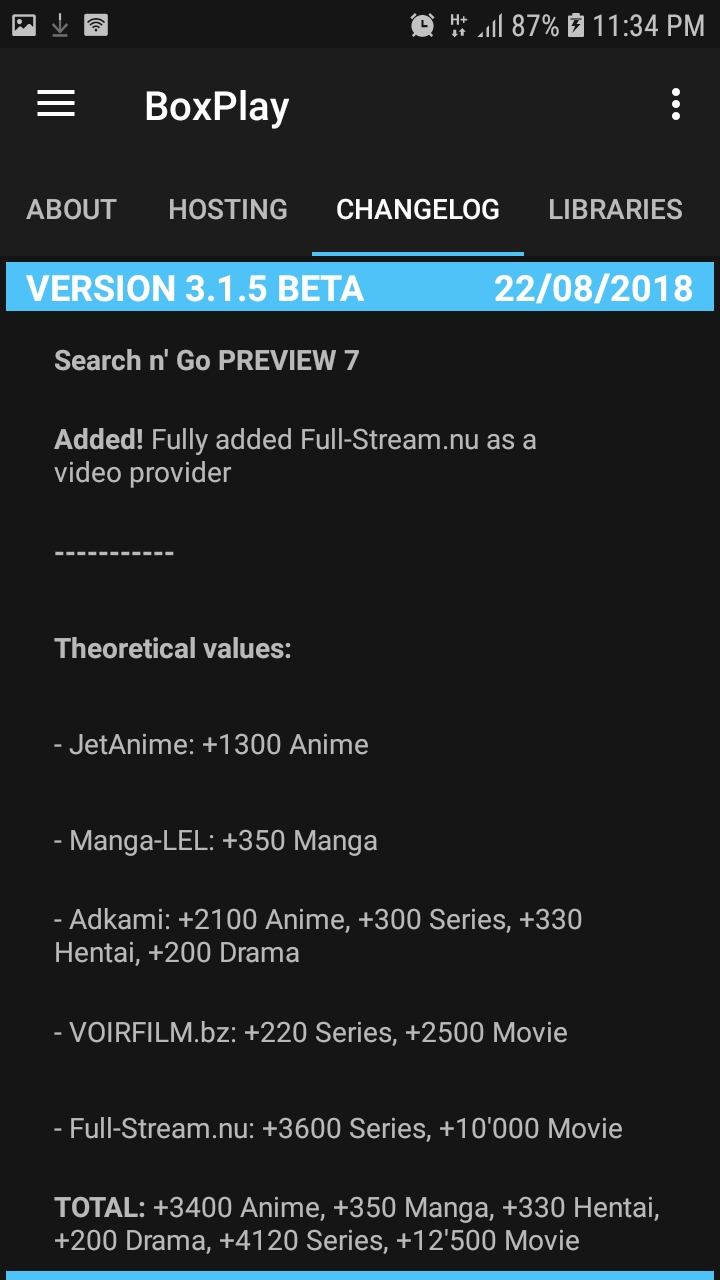 H+ 87% 11:34 PM
BoxPlay
ABOUT HOSTING CHANGELOG LIBRARIES
VERSION 3.1.5 BETA 22/08/2018
Search n' Go PREVIEW 7
Added! Fully added Full-Stream.nu as a
video provider
-----------
Theoretical values:
- JetAnime: +1300 Anime
- Manga-LEL: +350 Manga
- Adkami: +2100 Anime, +300 Series, +330
Hentai, +200 Drama
- VOIRFILM.bz: +220 Series, +2500 Movie
- Full-Stream.nu: +3600 Series, +10'000 Movie
TOTAL: +3400 Anime, +350 Manga, +330 Hentai,
+200 Drama, +4120 Series, +12'500 Movie